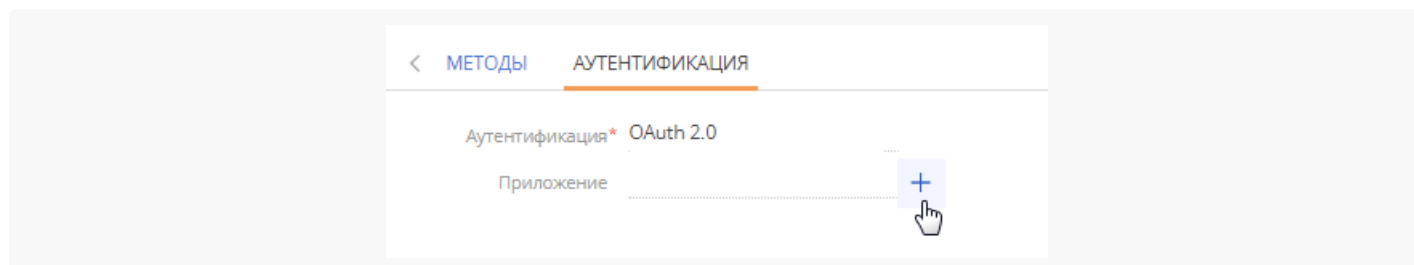 МЕТОДЫ АУТЕНТИФИКАЦИЯ
Аутентификация* OAuth 2.0
Приложение